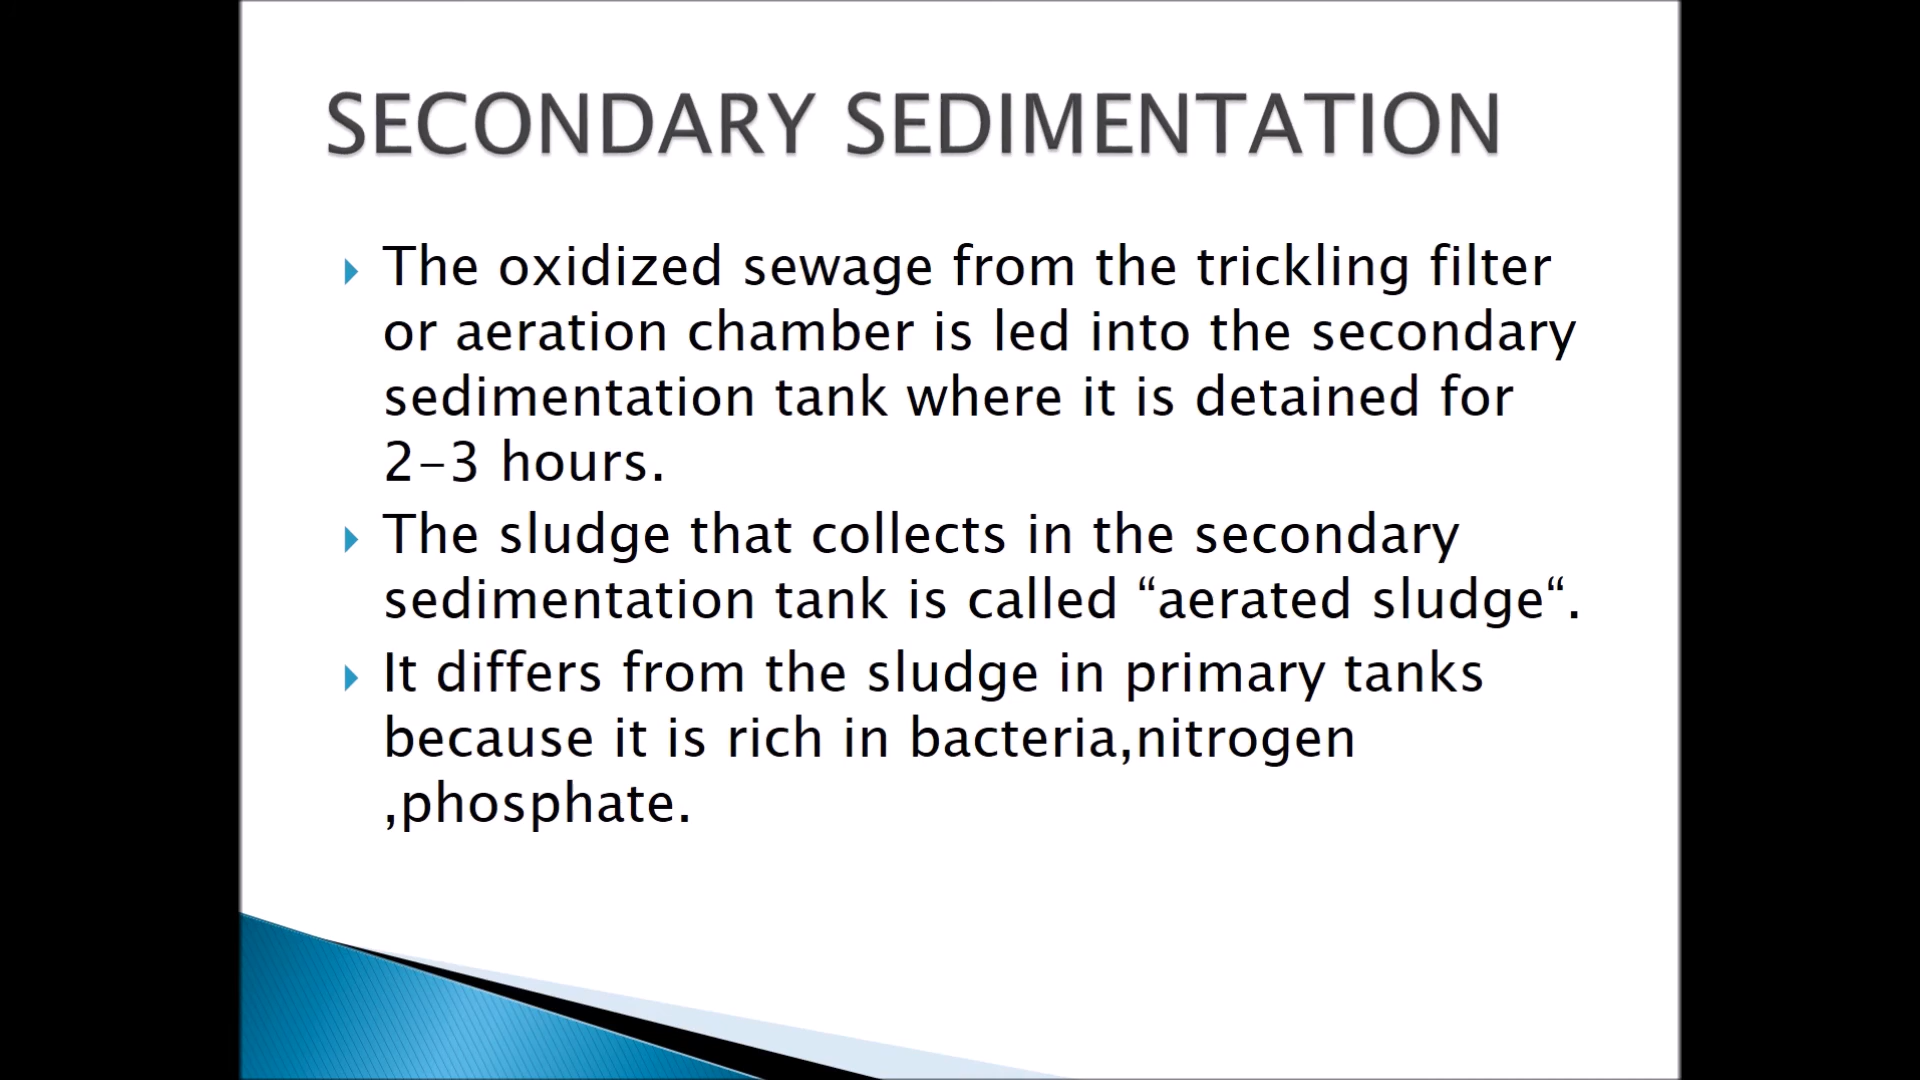 SECONDARY SEDIMENTATION
The oxidized sewage from the trickling filter
or aeration chamber is led into the secondary
sedimentation tank where it is detained for
2-3 hours.
The sludge that collects in the secondary
sedimentation tank is called “aerated sludge“.
It differs from the sludge in primary tanks
because it is rich in bacteria,nitrogen
,phosphate.